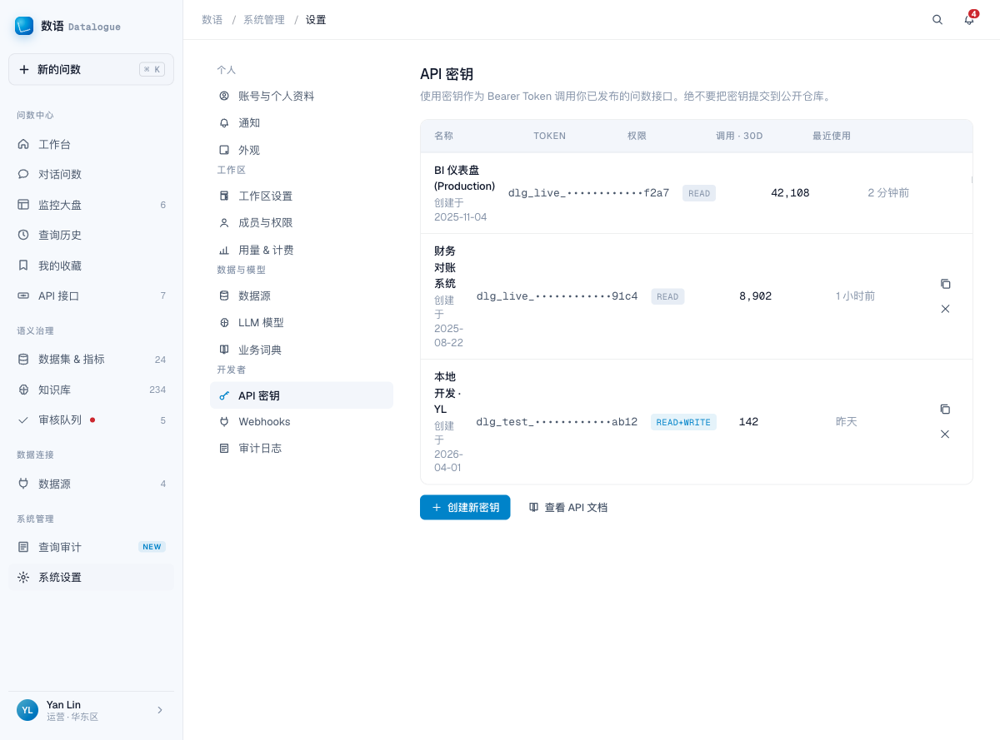 数语 Datalogue
新的问数 ⌘ K
问数中心
工作台
对话问数
监控大盘 6
查询历史
我的收藏
API 接口 7
语义治理
数据集 & 指标 24
知识库 234
审核队列 5
数据连接
数据源 4
系统管理
查询审计 NEW
系统设置
YL Yan Lin
运营 · 华东区
数语 / 系统管理 / 设置
4
个人
账号与个人资料
通知
外观
工作区
工作区设置
成员与权限
用量 & 计费
数据与模型
数据源
LLM 模型
业务词典
开发者
API 密钥
Webhooks
审计日志
API 密钥
使用密钥作为 Bearer Token 调用你已发布的问数接口。绝不要把密钥提交到公开仓库。
名称 TOKEN 权限 调用 · 30D 最近使用
BI 仪表盘
(Production)
创建于
2025-11-04
dlg_live_••••••••••••f2a7 READ 42,108 2 分钟前
财务
对账
系统
创建
于
2025-
08-22
dlg_live_••••••••••••91c4 READ 8,902 1 小时前
本地
开发 ·
YL
创建
于
2026-
04-01
dlg_test_••••••••••••ab12 READ+WRITE 142 昨天
创建新密钥 查看 API 文档